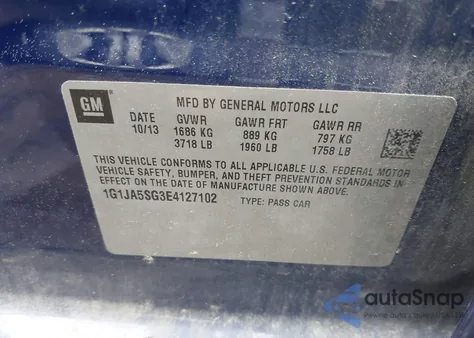 GM
MFD BY GENERAL MOTORS LLC
DATE GVWR GAWR FRT GAWR RR
10/13 1686 KG 889 KG 797 KG
3718 LB 1960 LB 1758 LB
THIS VEHICLE CONFORMS TO ALL APPLICABLE U.S. FEDERAL MOTOR
VEHICLE SAFETY, BUMPER, AND THEFT PREVENTION STANDARDS IN
EFFECT ON THE DATE OF MANUFACTURE SHOWN ABOVE.
1G1JA5SG3E4127102 TYPE: PASS CAR
autoSnap